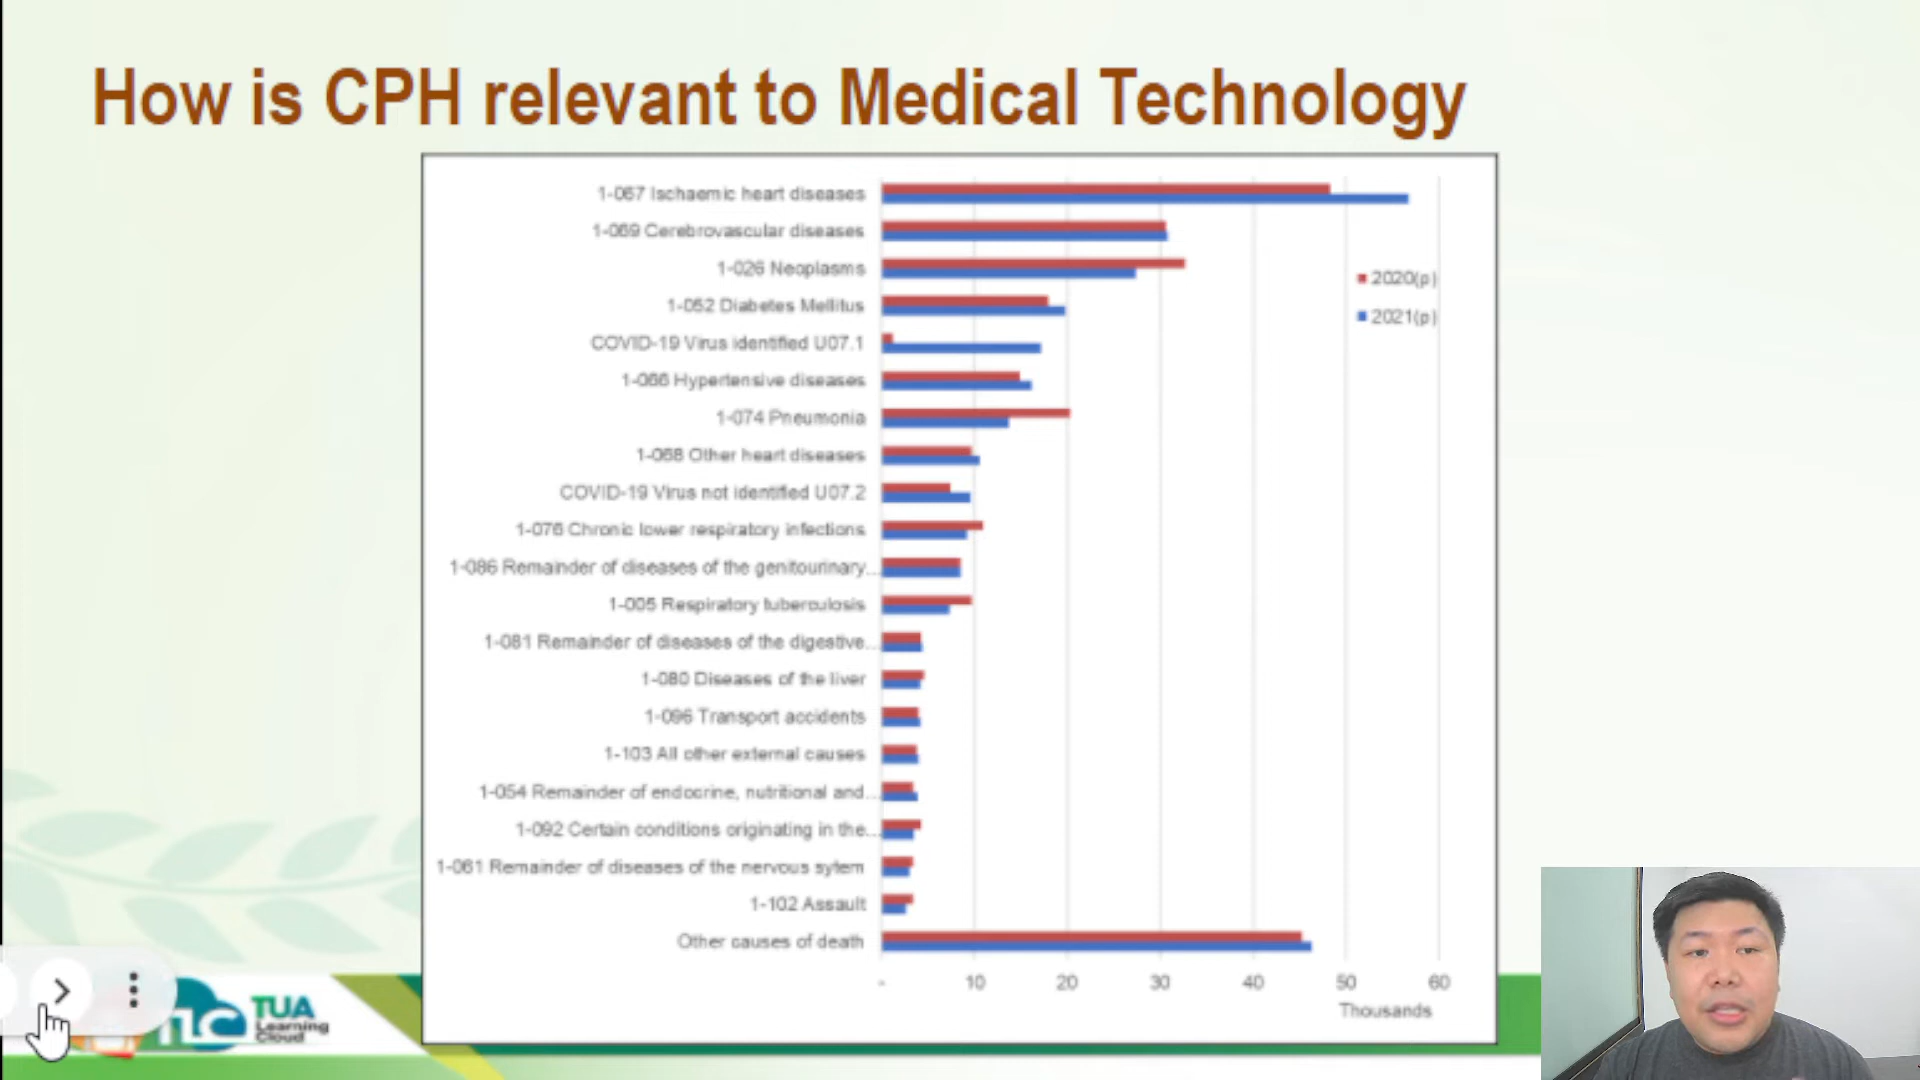 How is CPH relevant to Medical Technology
1-067 Ischaemic heart diseases
1-069 Cerebrovascular diseases
1-026 Neoplasms
1-052 Diabetes Mellitus
COVID-19 Virus identified U07.1
1-066 Hypertensive diseases
1-074 Pneumonia
1-068 Other heart diseases
COVID-19 Virus not identified U07.2
1-076 Chronic lower respiratory infections
1-086 Remainder of diseases of the genitourinary...
1-005 Respiratory tuberculosis
1-081 Remainder of diseases of the digestive...
1-080 Diseases of the liver
1-096 Transport accidents
1-103 All other external causes
1-054 Remainder of endocrine, nutritional and...
1-092 Certain conditions originating in the...
1-061 Remainder of diseases of the nervous sytem
1-102 Assault
Other causes of death
2020(p)
2021(p)
- 10 20 30 40 50 60
Thousands
TLC
TUA
Learning
Cloud